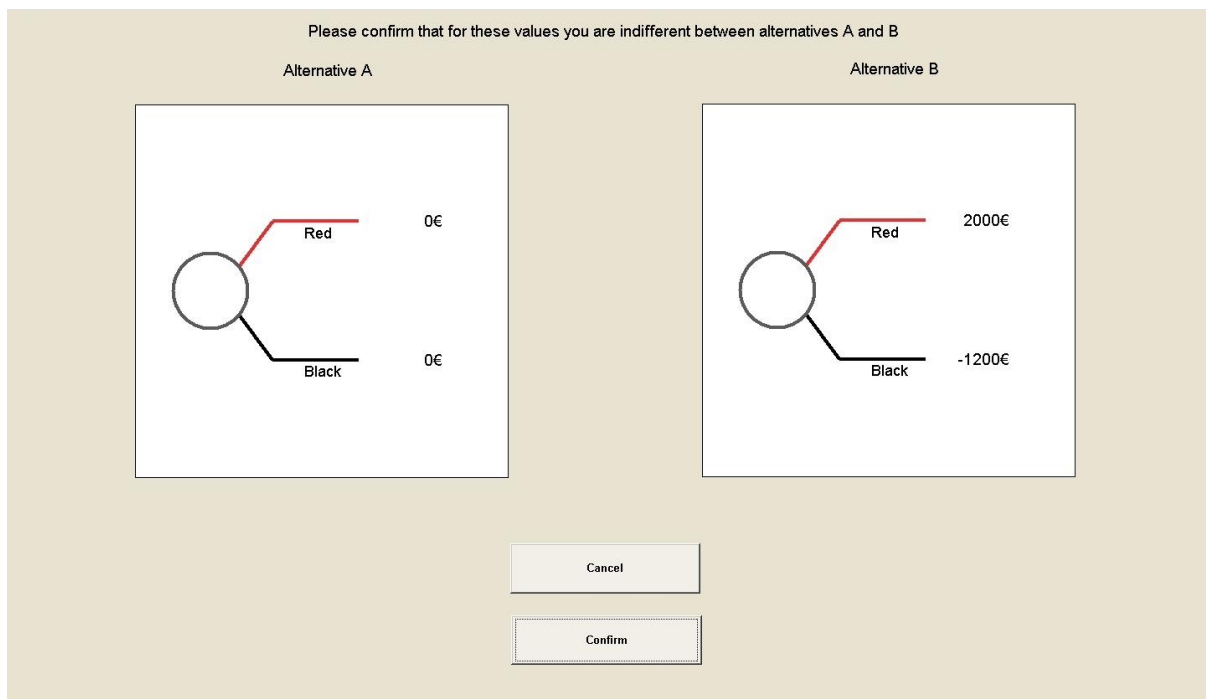 Please confirm that for these values you are indifferent between alternatives A and B
Alternative A
Alternative B
0€
Red
0€
Black
2000€
Red
-1200€
Black
Cancel
Confirm